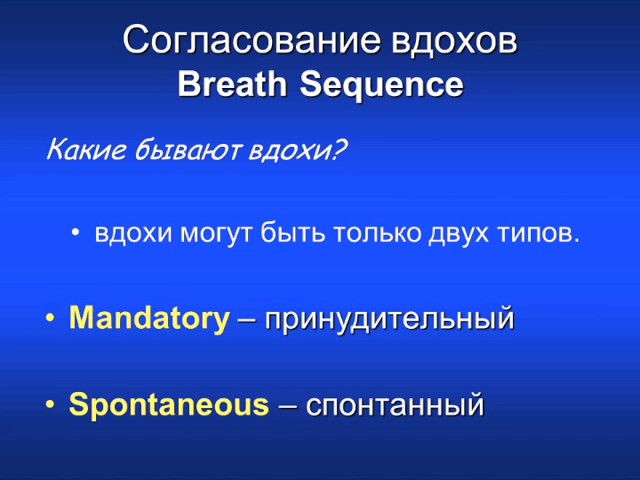 Согласование вдохов
Breath Sequence
Какие бывают вдохи?
• вдохи могут быть только двух типов.
• Mandatory – принудительный
• Spontaneous – спонтанный